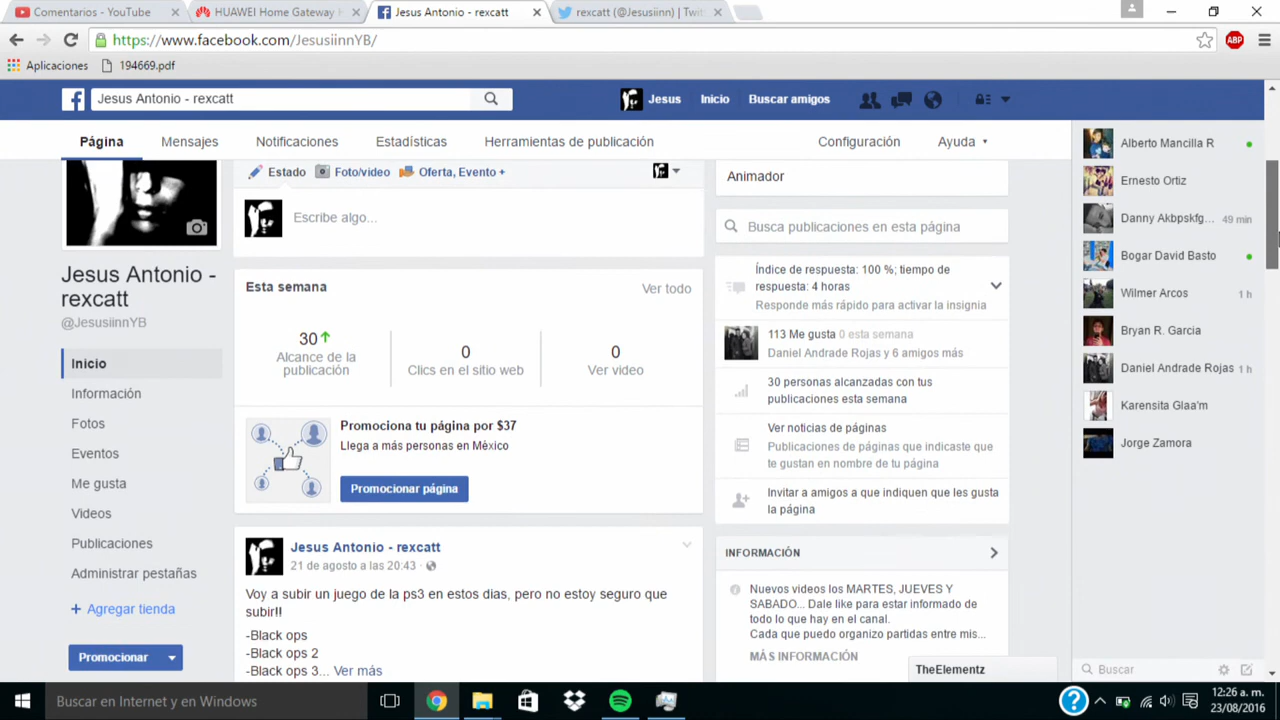 Comentarios - YouTube
HUAWEI Home Gateway H
Jesus Antonio - rexcatt
rexcatt (@Jesusiinn) | Twit
https://www.facebook.com/JesusiinnYB/
ABP
Aplicaciones
194669.pdf
Jesus Antonio - rexcatt
Jesus
Inicio
Buscar amigos
Página
Mensajes
Notificaciones
Estadísticas
Herramientas de publicación
Configuración
Ayuda
Jesus Antonio -
rexcatt
@JesusiinnYB
Inicio
Información
Fotos
Eventos
Me gusta
Videos
Publicaciones
Administrar pestañas
+ Agregar tienda
Promocionar
Estado
Foto/video
Oferta, Evento +
Escribe algo...
Esta semana
Ver todo
30
Alcance de la
publicación
0
Clics en el sitio web
0
Ver video
Promociona tu página por $37
Llega a más personas en México
Promocionar página
Jesus Antonio - rexcatt
21 de agosto a las 20:43 ·
Voy a subir un juego de la ps3 en estos dias, pero no estoy seguro que
subir!!
-Black ops
-Black ops 2
-Black ops 3... Ver más
Animador
Busca publicaciones en esta página
Índice de respuesta: 100 %; tiempo de
respuesta: 4 horas
Responde más rápido para activar la insignia
113 Me gusta 0 esta semana
Daniel Andrade Rojas y 6 amigos más
30 personas alcanzadas con tus
publicaciones esta semana
Ver noticias de páginas
Publicaciones de páginas que indicaste que
te gustan en nombre de tu página
Invitar a amigos a que indiquen que les gusta
la página
INFORMACIÓN
Nuevos videos los MARTES, JUEVES Y
SABADO... Dale like para estar informado de
todo lo que hay en el canal.
Cada que puedo organizo partidas entre mis...
MÁS INFORMACIÓN
TheElementz
Alberto Mancilla R
Ernesto Ortiz
Danny Akbpskfg... 49 min
Bogar David Basto
Wilmer Arcos 1 h
Bryan R. Garcia
Daniel Andrade Rojas 1 h
Karensita Glaa'm
Jorge Zamora
Buscar
Buscar en Internet y en Windows
?
12:26 a. m.
23/08/2016